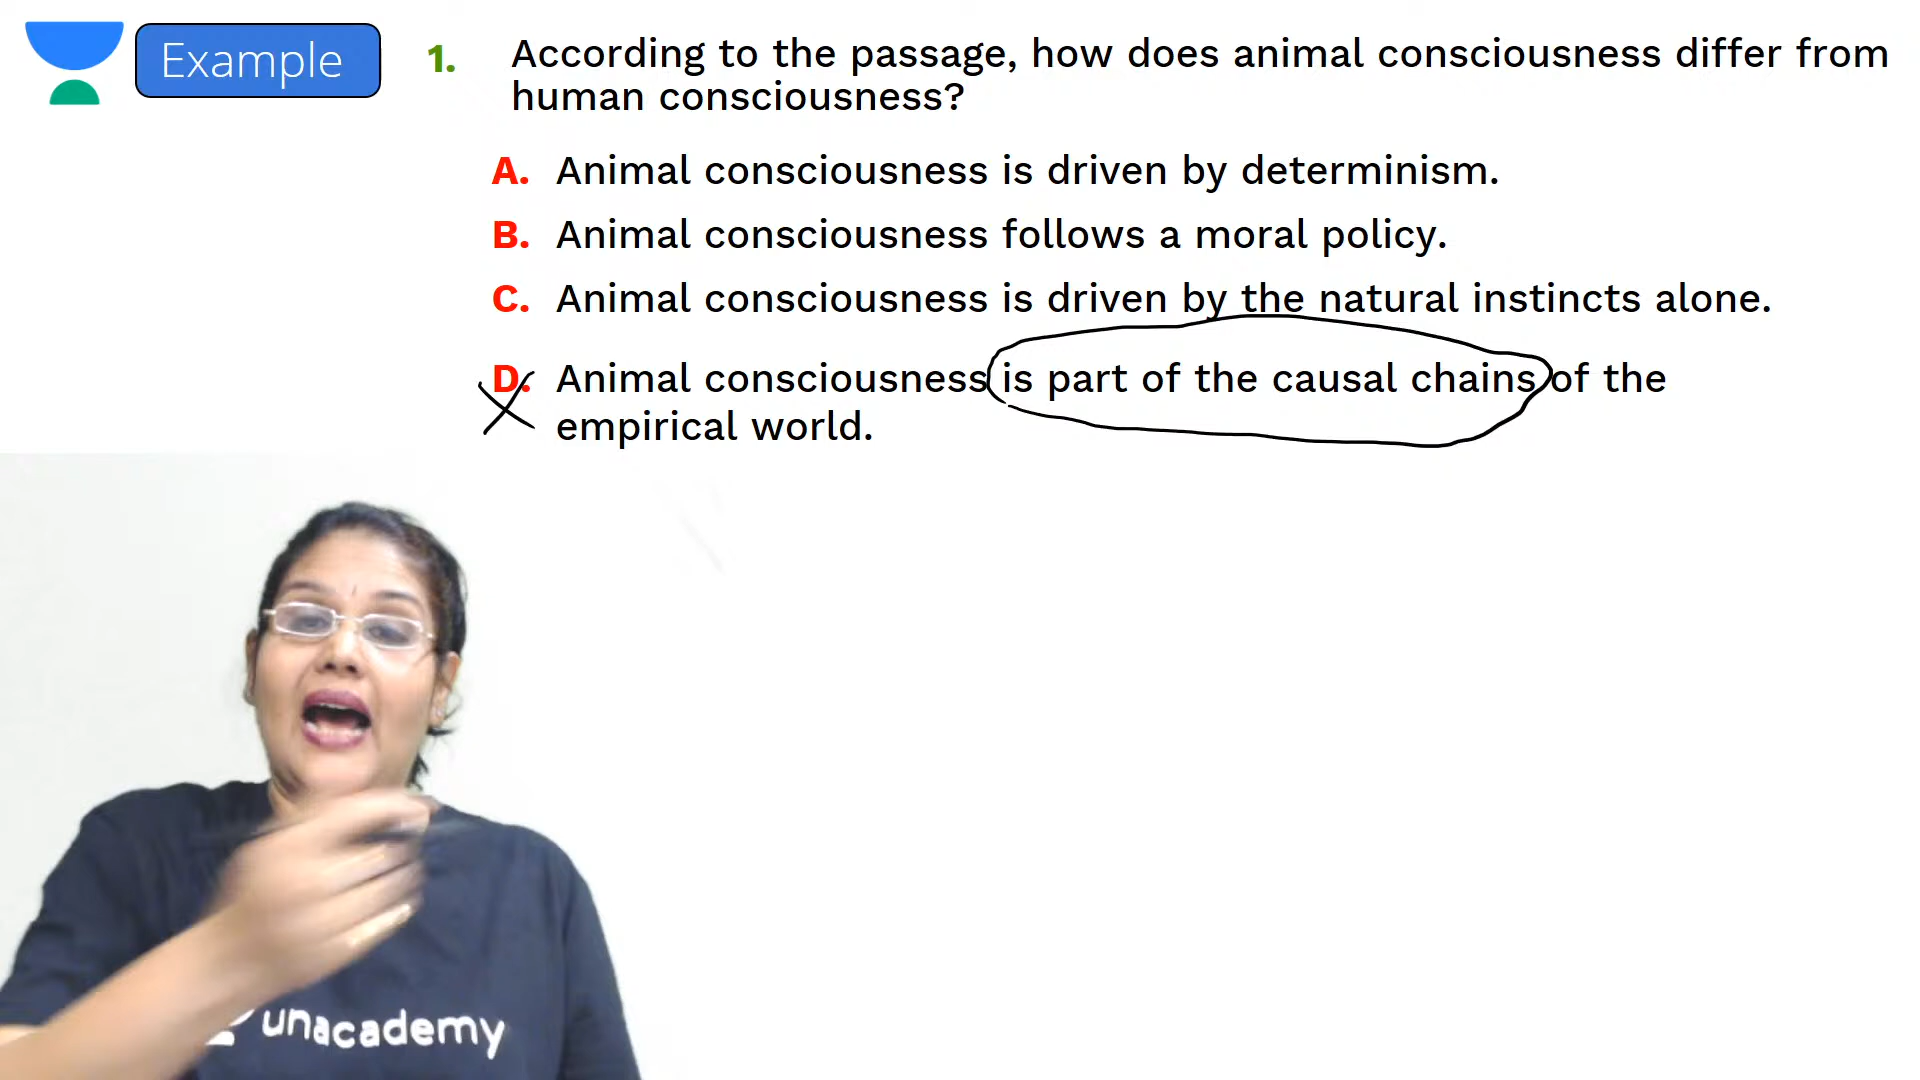 Example
1. According to the passage, how does animal consciousness differ from
human consciousness?
A. Animal consciousness is driven by determinism.
B. Animal consciousness follows a moral policy.
C. Animal consciousness is driven by the natural instincts alone.
D. Animal consciousness is part of the causal chains of the
empirical world.
unacademy